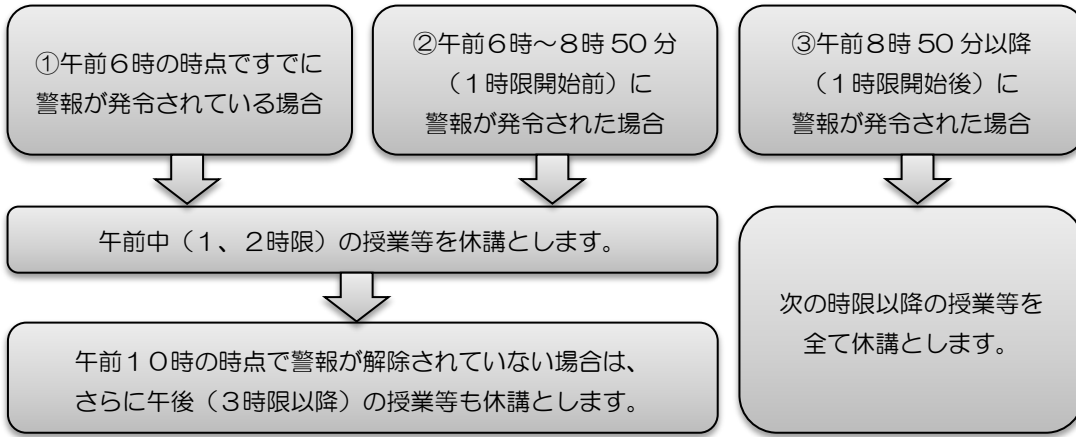 ①午前６時の時点ですでに
警報が発令されている場合
②午前６時～８時50分
（１時限開始前）に
警報が発令された場合
③午前８時50分以降
（１時限開始後）に
警報が発令された場合
午前中（１、２時限）の授業等を休講とします。
午前１０時の時点で警報が解除されていない場合は、
さらに午後（３時限以降）の授業等も休講とします。
次の時限以降の授業等を
全て休講とします。